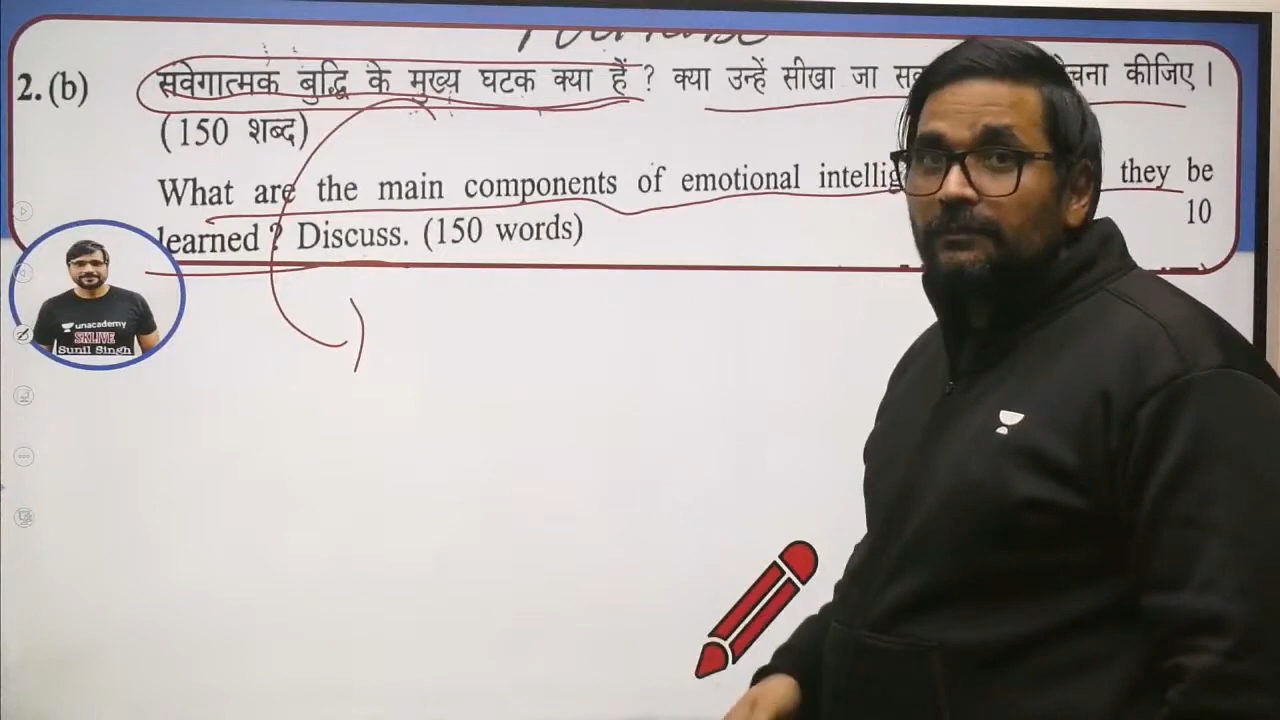 2. (b) सवेगात्मक बुद्धि के मुख्य घटक क्या हैं ? क्या उन्हें सीखा जा कीजिए ।
(150 शब्द)
What are the main components of emotional they be
learned ? Discuss. (150 words) 10
unacademy
SKLIVE
Sunil Singh